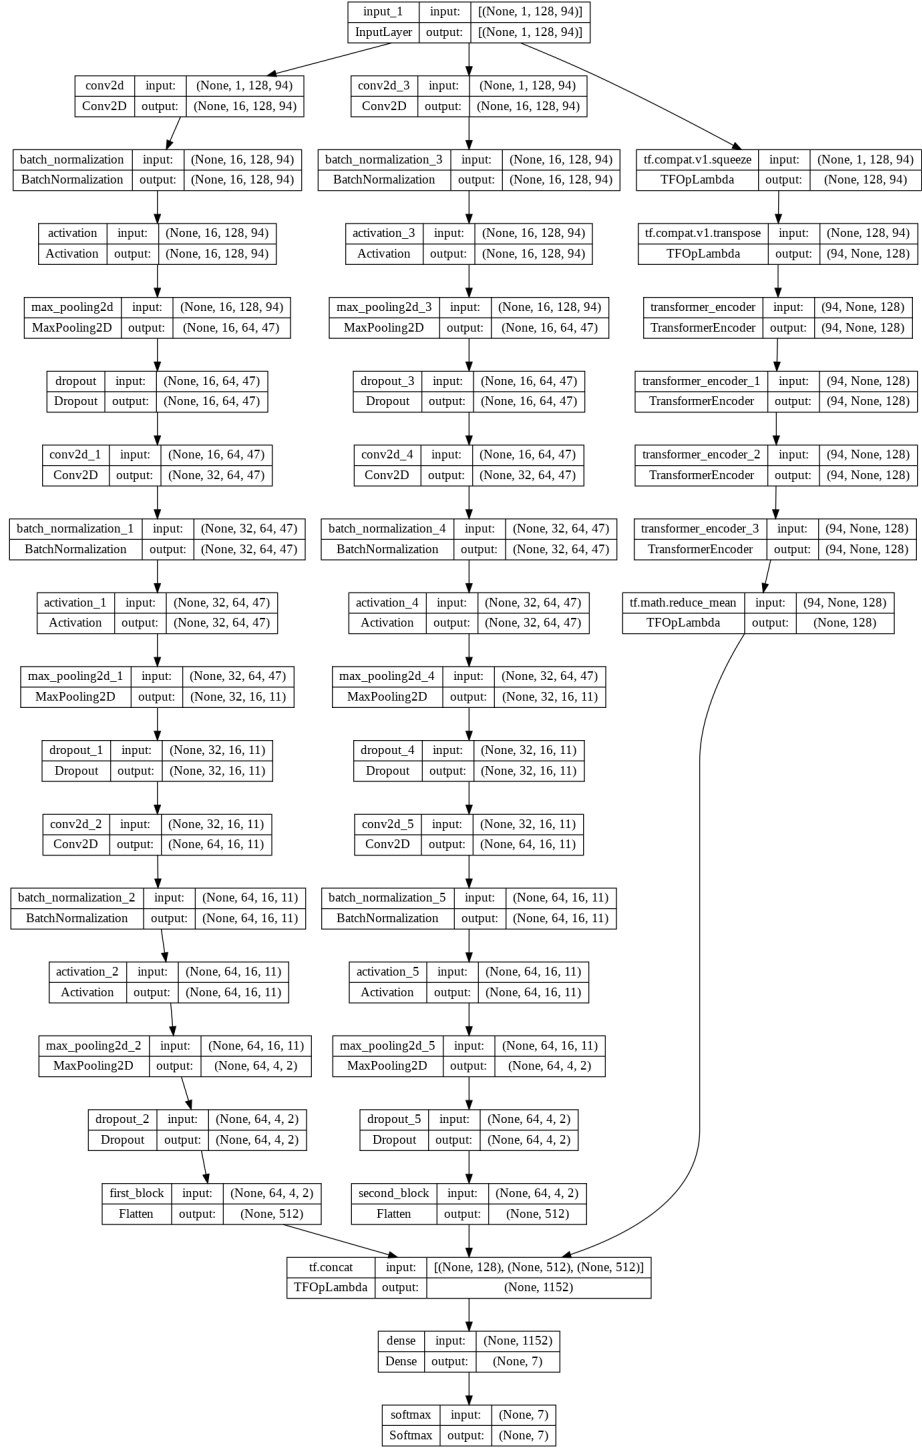 input_1 input: [(None, 1, 128, 94)]
InputLayer output: [(None, 1, 128, 94)]
conv2d input: (None, 1, 128, 94)
Conv2D output: (None, 16, 128, 94)
conv2d_3 input: (None, 1, 128, 94)
Conv2D output: (None, 16, 128, 94)
batch_normalization input: (None, 16, 128, 94)
BatchNormalization output: (None, 16, 128, 94)
batch_normalization_3 input: (None, 16, 128, 94)
BatchNormalization output: (None, 16, 128, 94)
tf.compat.v1.squeeze input: (None, 1, 128, 94)
TFOpLambda output: (None, 128, 94)
activation input: (None, 16, 128, 94)
Activation output: (None, 16, 128, 94)
activation_3 input: (None, 16, 128, 94)
Activation output: (None, 16, 128, 94)
tf.compat.v1.transpose input: (None, 128, 94)
TFOpLambda output: (94, None, 128)
max_pooling2d input: (None, 16, 128, 94)
MaxPooling2D output: (None, 16, 64, 47)
max_pooling2d_3 input: (None, 16, 128, 94)
MaxPooling2D output: (None, 16, 64, 47)
transformer_encoder input: (94, None, 128)
TransformerEncoder output: (94, None, 128)
dropout input: (None, 16, 64, 47)
Dropout output: (None, 16, 64, 47)
dropout_3 input: (None, 16, 64, 47)
Dropout output: (None, 16, 64, 47)
transformer_encoder_1 input: (94, None, 128)
TransformerEncoder output: (94, None, 128)
conv2d_1 input: (None, 16, 64, 47)
Conv2D output: (None, 32, 64, 47)
conv2d_4 input: (None, 16, 64, 47)
Conv2D output: (None, 32, 64, 47)
transformer_encoder_2 input: (94, None, 128)
TransformerEncoder output: (94, None, 128)
batch_normalization_1 input: (None, 32, 64, 47)
BatchNormalization output: (None, 32, 64, 47)
batch_normalization_4 input: (None, 32, 64, 47)
BatchNormalization output: (None, 32, 64, 47)
transformer_encoder_3 input: (94, None, 128)
TransformerEncoder output: (94, None, 128)
activation_1 input: (None, 32, 64, 47)
Activation output: (None, 32, 64, 47)
activation_4 input: (None, 32, 64, 47)
Activation output: (None, 32, 64, 47)
tf.math.reduce_mean input: (94, None, 128)
TFOpLambda output: (None, 128)
max_pooling2d_1 input: (None, 32, 64, 47)
MaxPooling2D output: (None, 32, 16, 11)
max_pooling2d_4 input: (None, 32, 64, 47)
MaxPooling2D output: (None, 32, 16, 11)
dropout_1 input: (None, 32, 16, 11)
Dropout output: (None, 32, 16, 11)
dropout_4 input: (None, 32, 16, 11)
Dropout output: (None, 32, 16, 11)
conv2d_2 input: (None, 32, 16, 11)
Conv2D output: (None, 64, 16, 11)
conv2d_5 input: (None, 32, 16, 11)
Conv2D output: (None, 64, 16, 11)
batch_normalization_2 input: (None, 64, 16, 11)
BatchNormalization output: (None, 64, 16, 11)
batch_normalization_5 input: (None, 64, 16, 11)
BatchNormalization output: (None, 64, 16, 11)
activation_2 input: (None, 64, 16, 11)
Activation output: (None, 64, 16, 11)
activation_5 input: (None, 64, 16, 11)
Activation output: (None, 64, 16, 11)
max_pooling2d_2 input: (None, 64, 16, 11)
MaxPooling2D output: (None, 64, 4, 2)
max_pooling2d_5 input: (None, 64, 16, 11)
MaxPooling2D output: (None, 64, 4, 2)
dropout_2 input: (None, 64, 4, 2)
Dropout output: (None, 64, 4, 2)
dropout_5 input: (None, 64, 4, 2)
Dropout output: (None, 64, 4, 2)
first_block input: (None, 64, 4, 2)
Flatten output: (None, 512)
second_block input: (None, 64, 4, 2)
Flatten output: (None, 512)
tf.concat input: [(None, 128), (None, 512), (None, 512)]
TFOpLambda output: (None, 1152)
dense input: (None, 1152)
Dense output: (None, 7)
softmax input: (None, 7)
Softmax output: (None, 7)